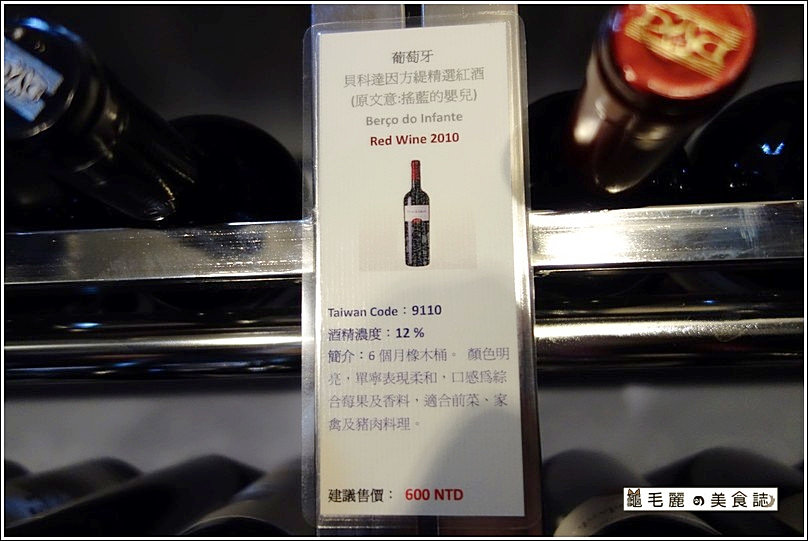 葡萄牙
貝科達因方緹精選紅酒
(原文意:搖藍的嬰兒)
Berço do Infante
Red Wine 2010
Taiwan Code：9110
酒精濃度：12 %
簡介：6 個月橡木桶。 顏色明
亮，單寧表現柔和，口感為綜
合莓果及香料，適合前菜、家
禽及豬肉料理。
建議售價： 600 NTD
龜毛麗の美食誌